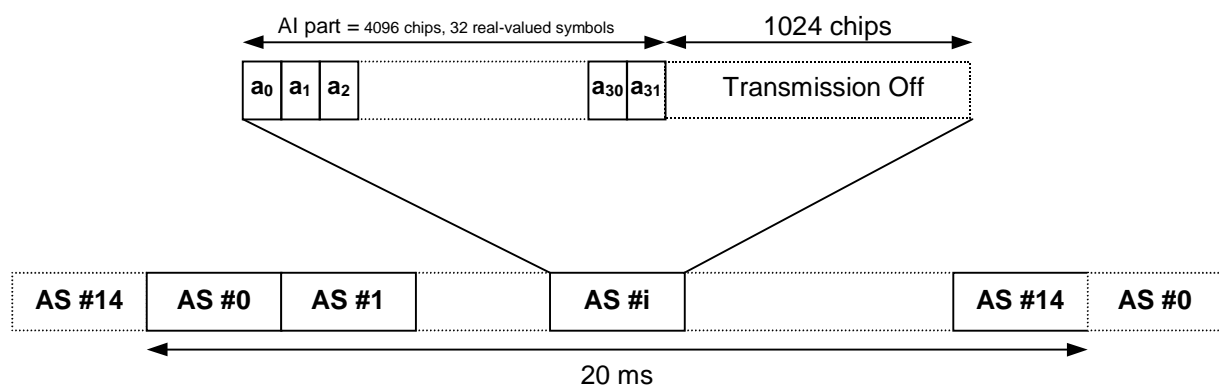 AI part = 4096 chips, 32 real-valued symbols 1024 chips
a₀ a₁ a₂ a₃₀ a₃₁ Transmission Off
AS #14 AS #0 AS #1 AS #i AS #14 AS #0
20 ms